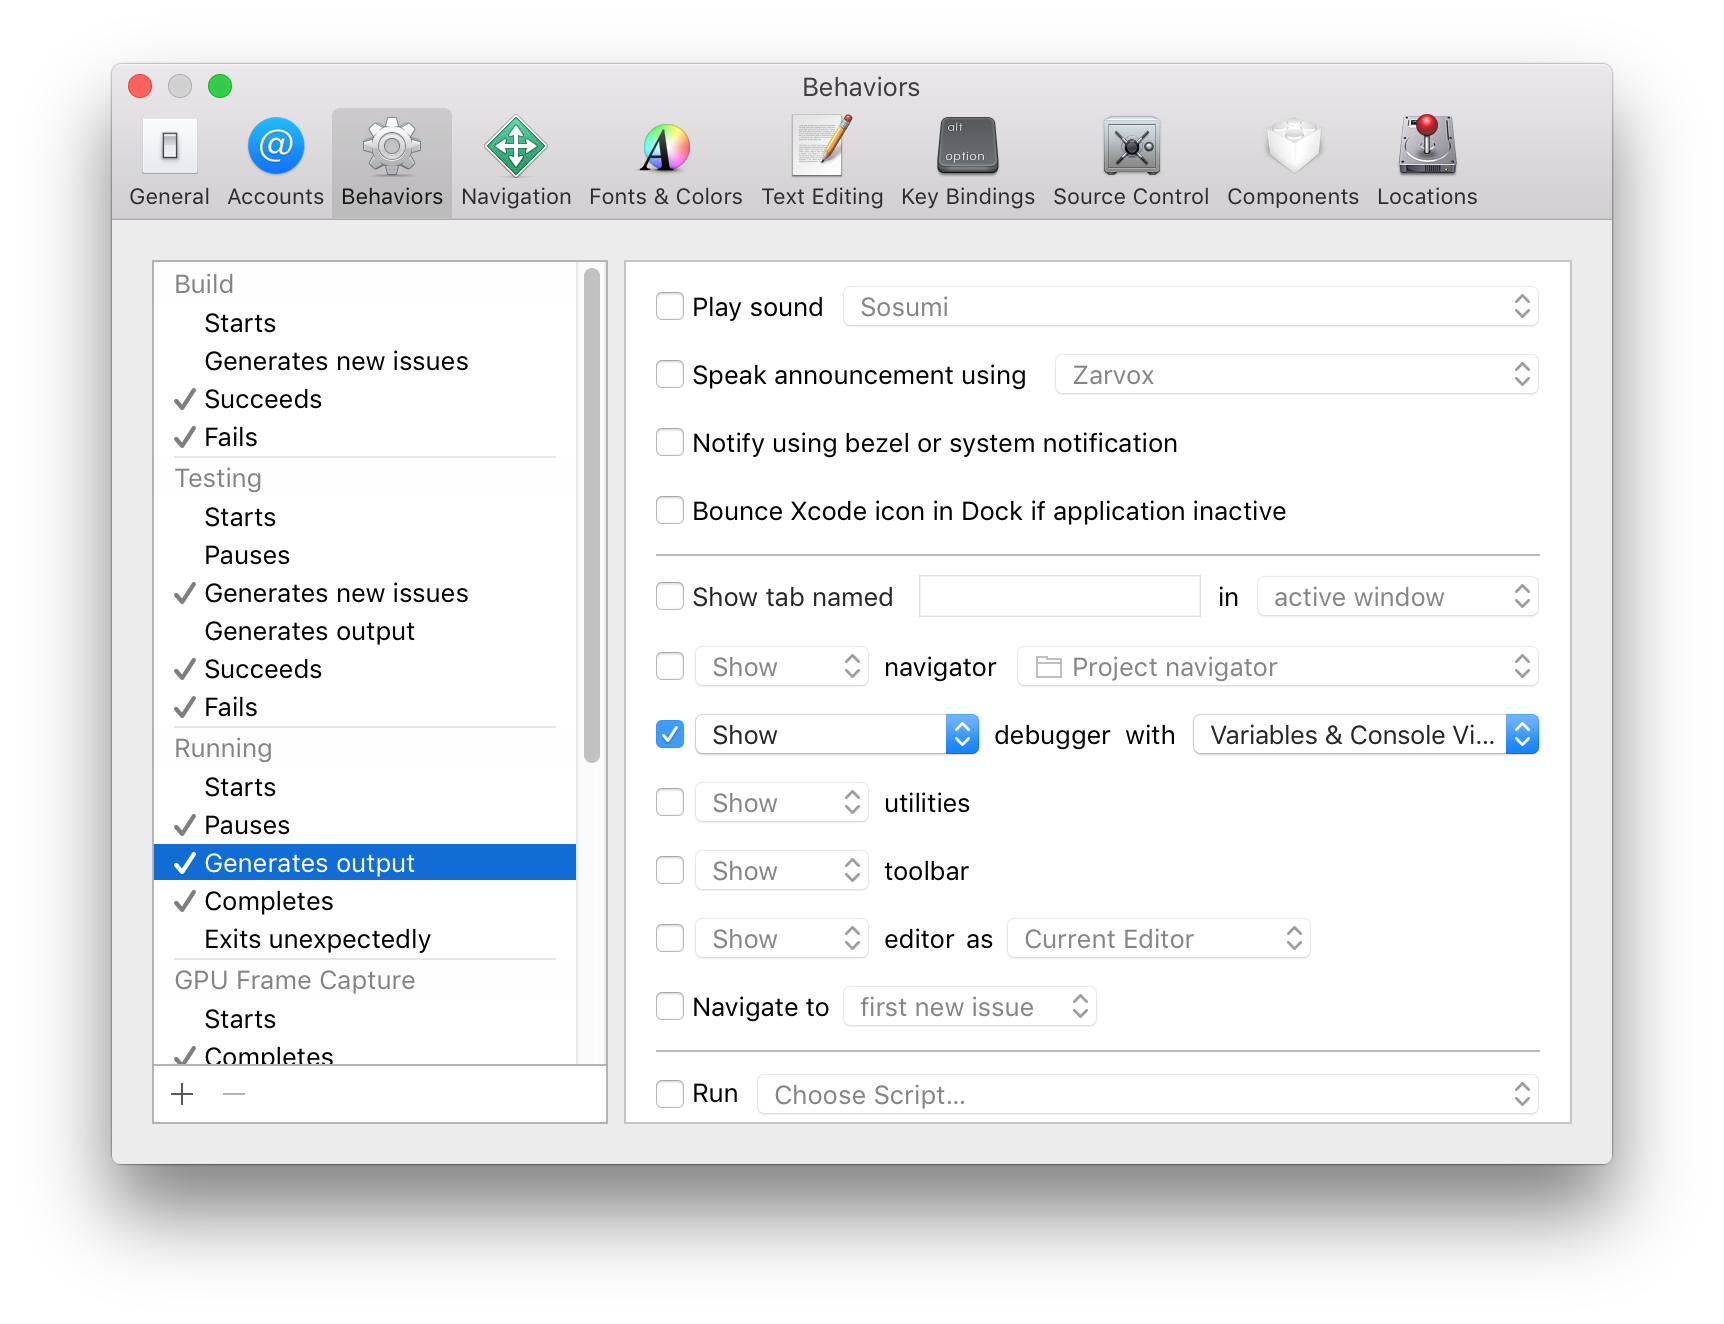 Behaviors
General
Accounts
Behaviors
Navigation
Fonts & Colors
Text Editing
alt
option
Key Bindings
Source Control
Components
Locations
Build
Starts
Generates new issues
Succeeds
Fails
Testing
Starts
Pauses
Generates new issues
Generates output
Succeeds
Fails
Running
Starts
Pauses
Generates output
Completes
Exits unexpectedly
GPU Frame Capture
Starts
Completes
Play sound Sosumi
Speak announcement using Zarvox
Notify using bezel or system notification
Bounce Xcode icon in Dock if application inactive
Show tab named in active window
Show navigator Project navigator
Show debugger with Variables & Console Vi...
Show utilities
Show toolbar
Show editor as Current Editor
Navigate to first new issue
Run Choose Script...